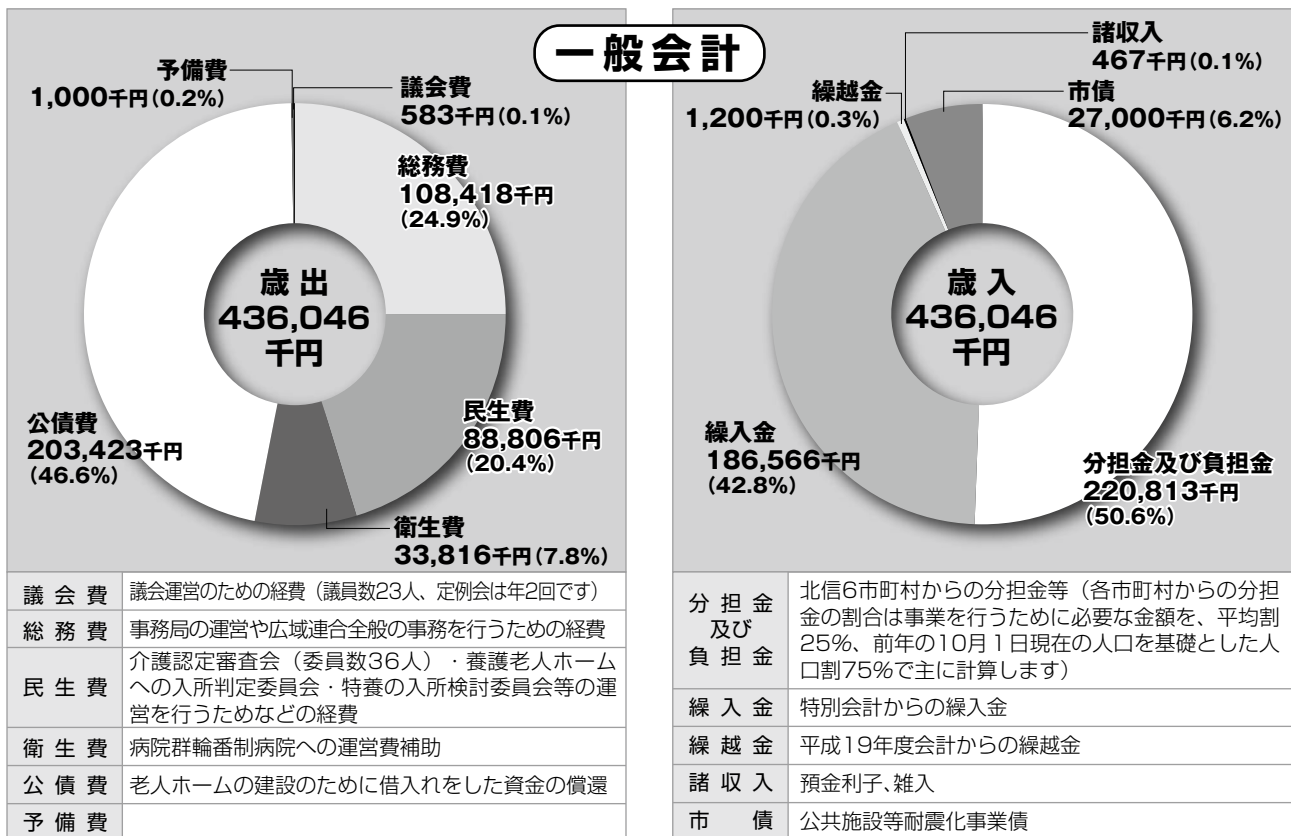 一般会計
予備費
1,000千円(0.2%)
議会費
583千円(0.1%)
総務費
108,418千円
(24.9%)
歳出
436,046
千円
公債費
203,423千円
(46.6%)
民生費
88,806千円
(20.4%)
衛生費
33,816千円(7.8%)
議会費 議会運営のための経費（議員数23人、定例会は年2回です）
総務費 事務局の運営や広域連合全般の事務を行うための経費
民生費
介護認定審査会（委員数36人）・養護老人ホーム
への入所判定委員会・特養の入所検討委員会等の運
営を行うためなどの経費
衛生費 病院群輪番制病院への運営費補助
公債費 老人ホームの建設のために借入れをした資金の償還
予備費
諸収入
467千円(0.1%)
繰越金
1,200千円(0.3%)
市債
27,000千円(6.2%)
歳入
436,046
千円
繰入金
186,566千円
(42.8%)
分担金及び負担金
220,813千円
(50.6%)
分担金
及び
負担金
北信6市町村からの分担金等（各市町村からの分担
金の割合は事業を行うために必要な金額を、平均割
25%、前年の10月1日現在の人口を基礎とした人
口割75%で主に計算します）
繰入金 特別会計からの繰入金
繰越金 平成19年度会計からの繰越金
諸収入 預金利子、雑入
市債 公共施設等耐震化事業債